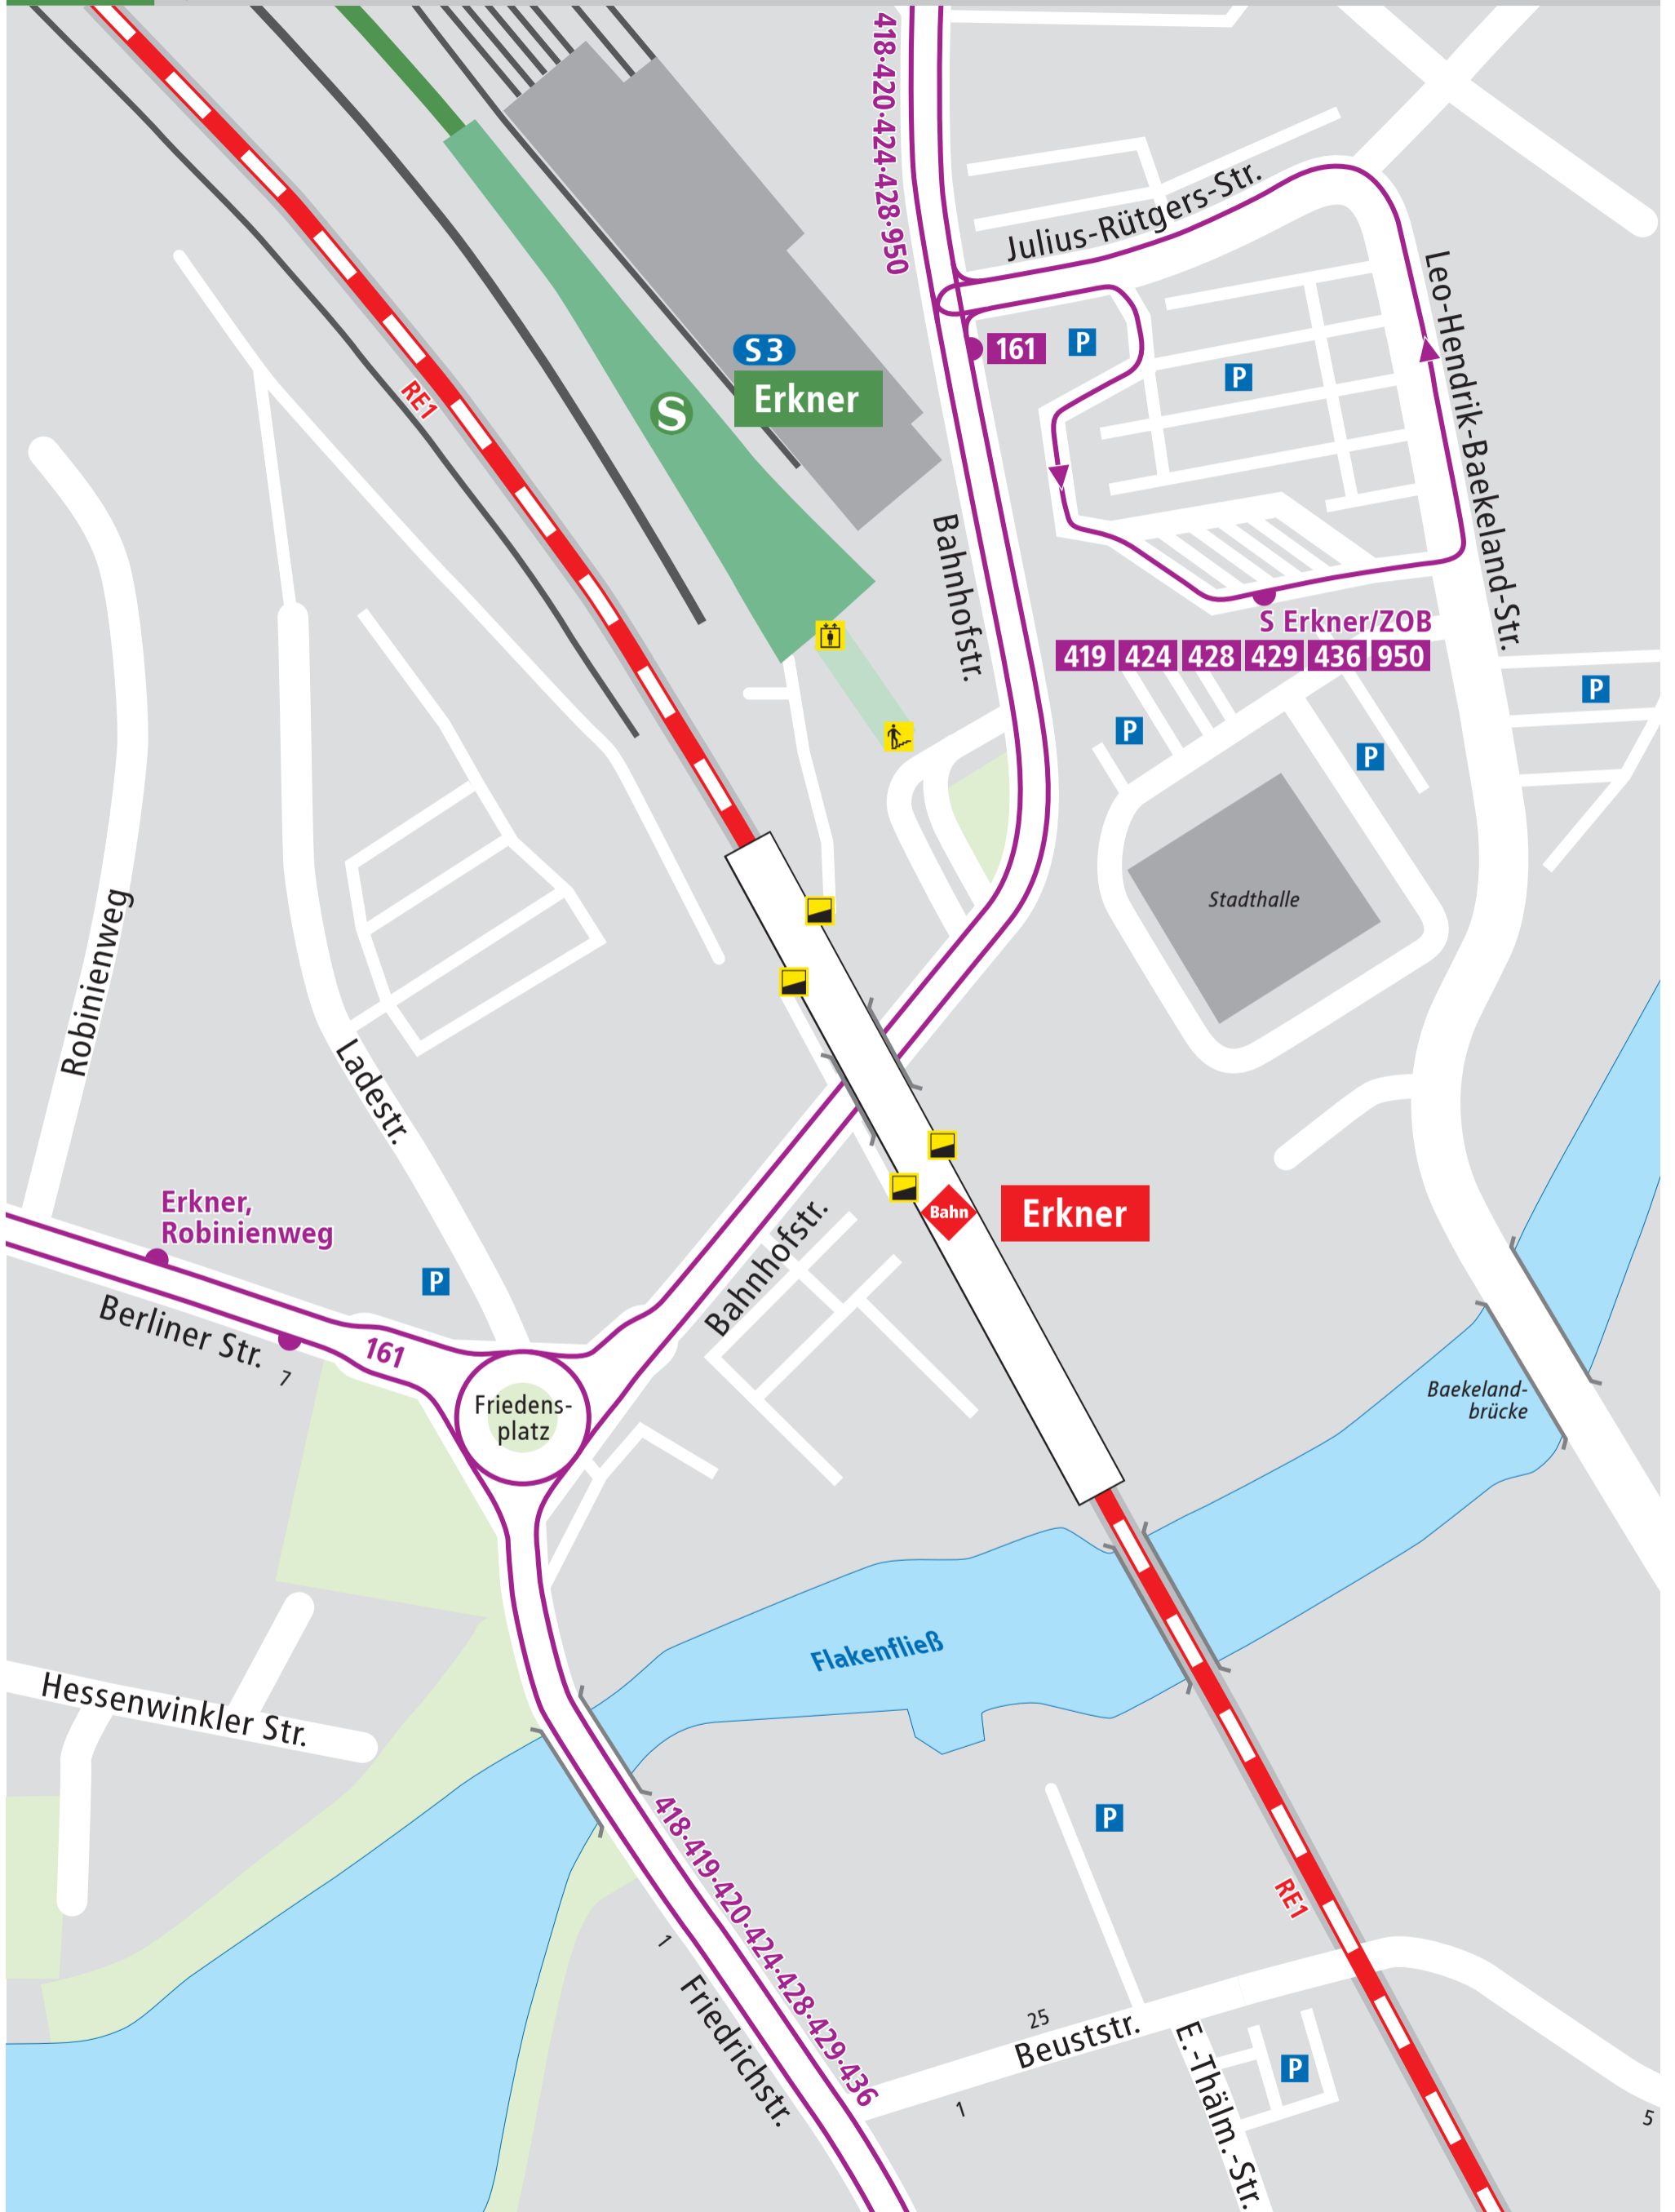 418·420·424·428·950
Julius-Rütgers-Str.
Leo-Hendrik-Baekeland-Str.
S 3
Erkner
S
161
P
P
RE1
Bahnhofstr.
S Erkner/ZOB
419 424 428 429 436 950
P
P
P
Stadthalle
Robinienweg
Ladestr.
Erkner,
Robinienweg
Bahn
Erkner
Bahnhofstr.
P
Berliner Str.
7
161
Friedens-
platz
Baekeland-
brücke
Flakenfließ
Hessenwinkler Str.
P
418·419·420·424·428·429·436
RE1
1
Friedrichstr.
25
Beuststr.
1
E.-Thälm.-Str.
P
5